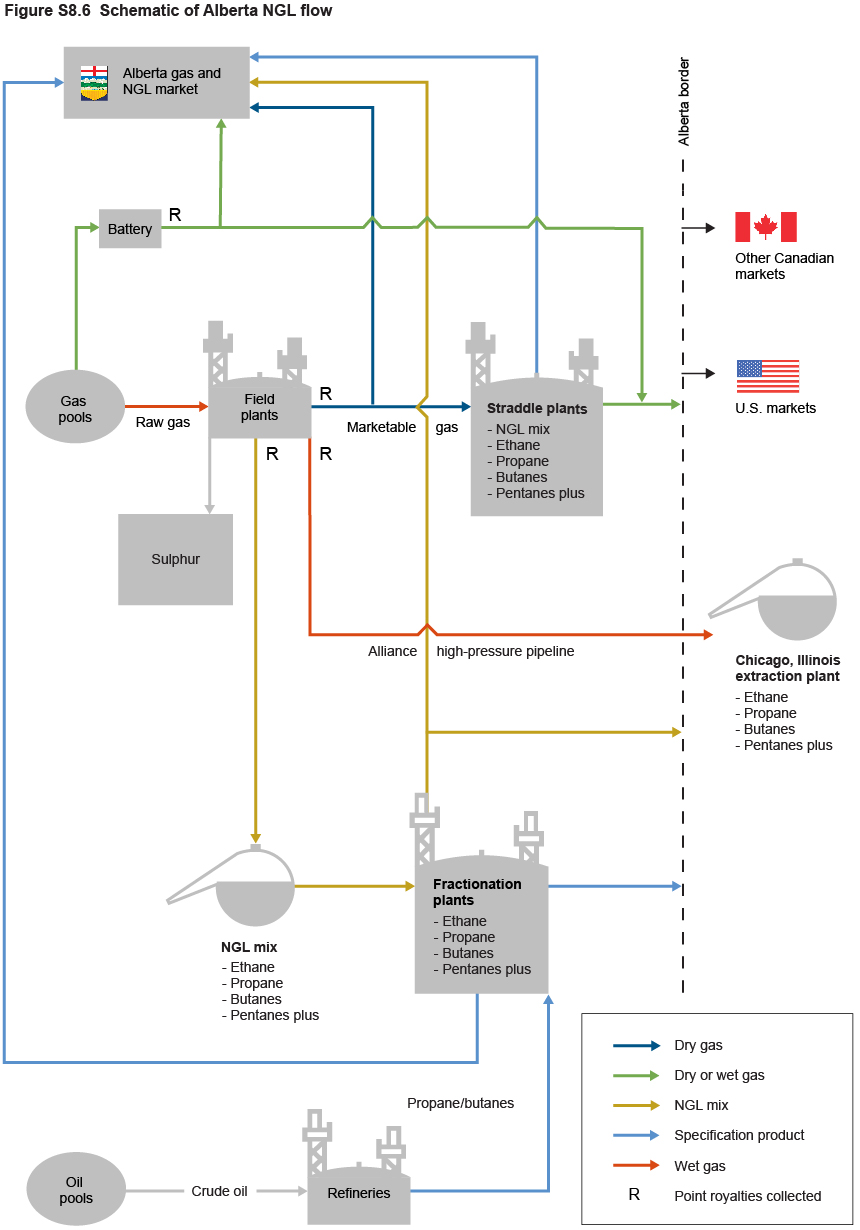 Figure S8.6 Schematic of Alberta NGL flow
Alberta gas and
NGL market
Alberta border
Battery
R
Other Canadian
markets
Gas
pools
Raw gas
Field
plants
R
Marketable gas
R
R
Straddle plants
- NGL mix
- Ethane
- Propane
- Butanes
- Pentanes plus
U.S. markets
Sulphur
Alliance high-pressure pipeline
Chicago, Illinois
extraction plant
- Ethane
- Propane
- Butanes
- Pentanes plus
NGL mix
- Ethane
- Propane
- Butanes
- Pentanes plus
Fractionation
plants
- Ethane
- Propane
- Butanes
- Pentanes plus
Propane/butanes
Oil
pools
Crude oil
Refineries
Dry gas
Dry or wet gas
NGL mix
Specification product
Wet gas
R Point royalties collected